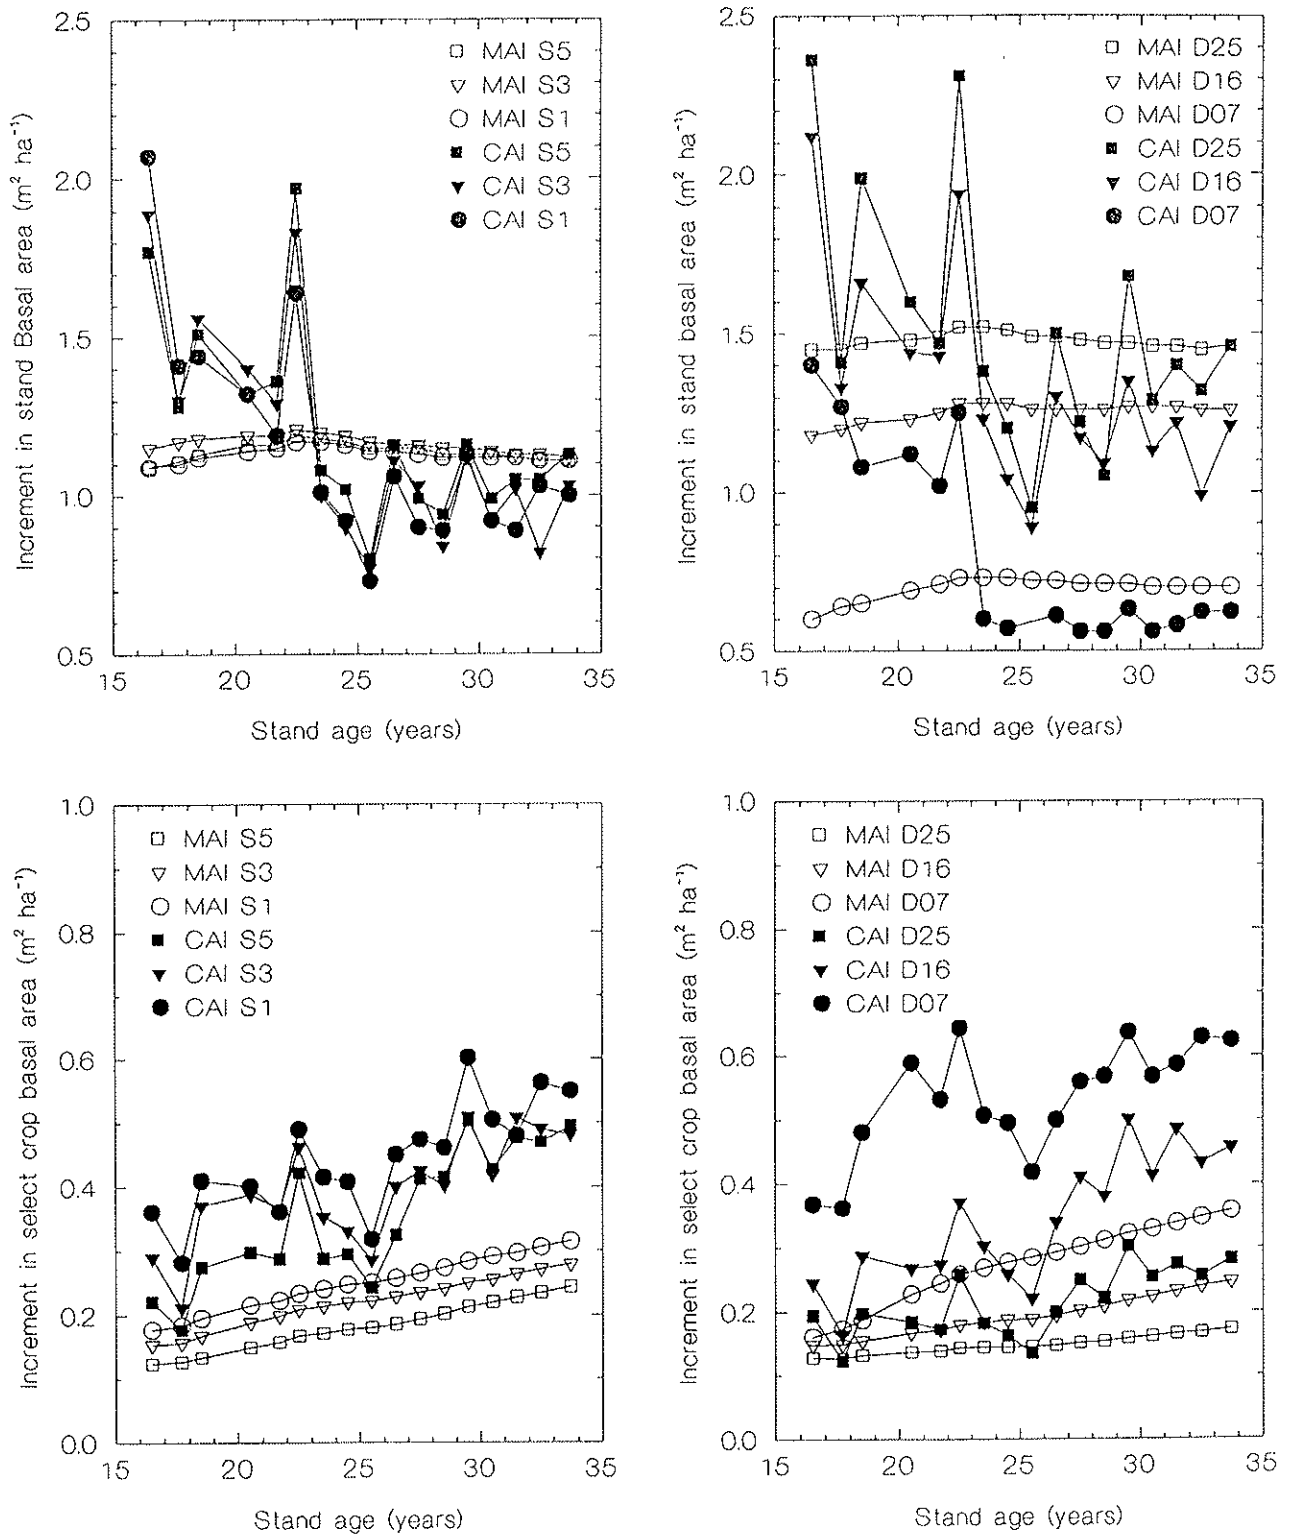 Increment in stand Basal area (m² ha⁻¹)
2.5
2.0
1.5
1.0
0.5
MAI S5
MAI S3
MAI S1
CAI S5
CAI S3
CAI S1
15 20 25 30 35
Stand age (years)
Increment in stand basal area (m² ha⁻¹)
2.5
2.0
1.5
1.0
0.5
MAI D25
MAI D16
MAI D07
CAI D25
CAI D16
CAI D07
15 20 25 30 35
Stand age (years)
Increment in select crop basal area (m² ha⁻¹)
1.0
0.8
0.6
0.4
0.2
0.0
MAI S5
MAI S3
MAI S1
CAI S5
CAI S3
CAI S1
15 20 25 30 35
Stand age (years)
Increment in select crop basal area (m² ha⁻¹)
1.0
0.8
0.6
0.4
0.2
0.0
MAI D25
MAI D16
MAI D07
CAI D25
CAI D16
CAI D07
15 20 25 30 35
Stand age (years)